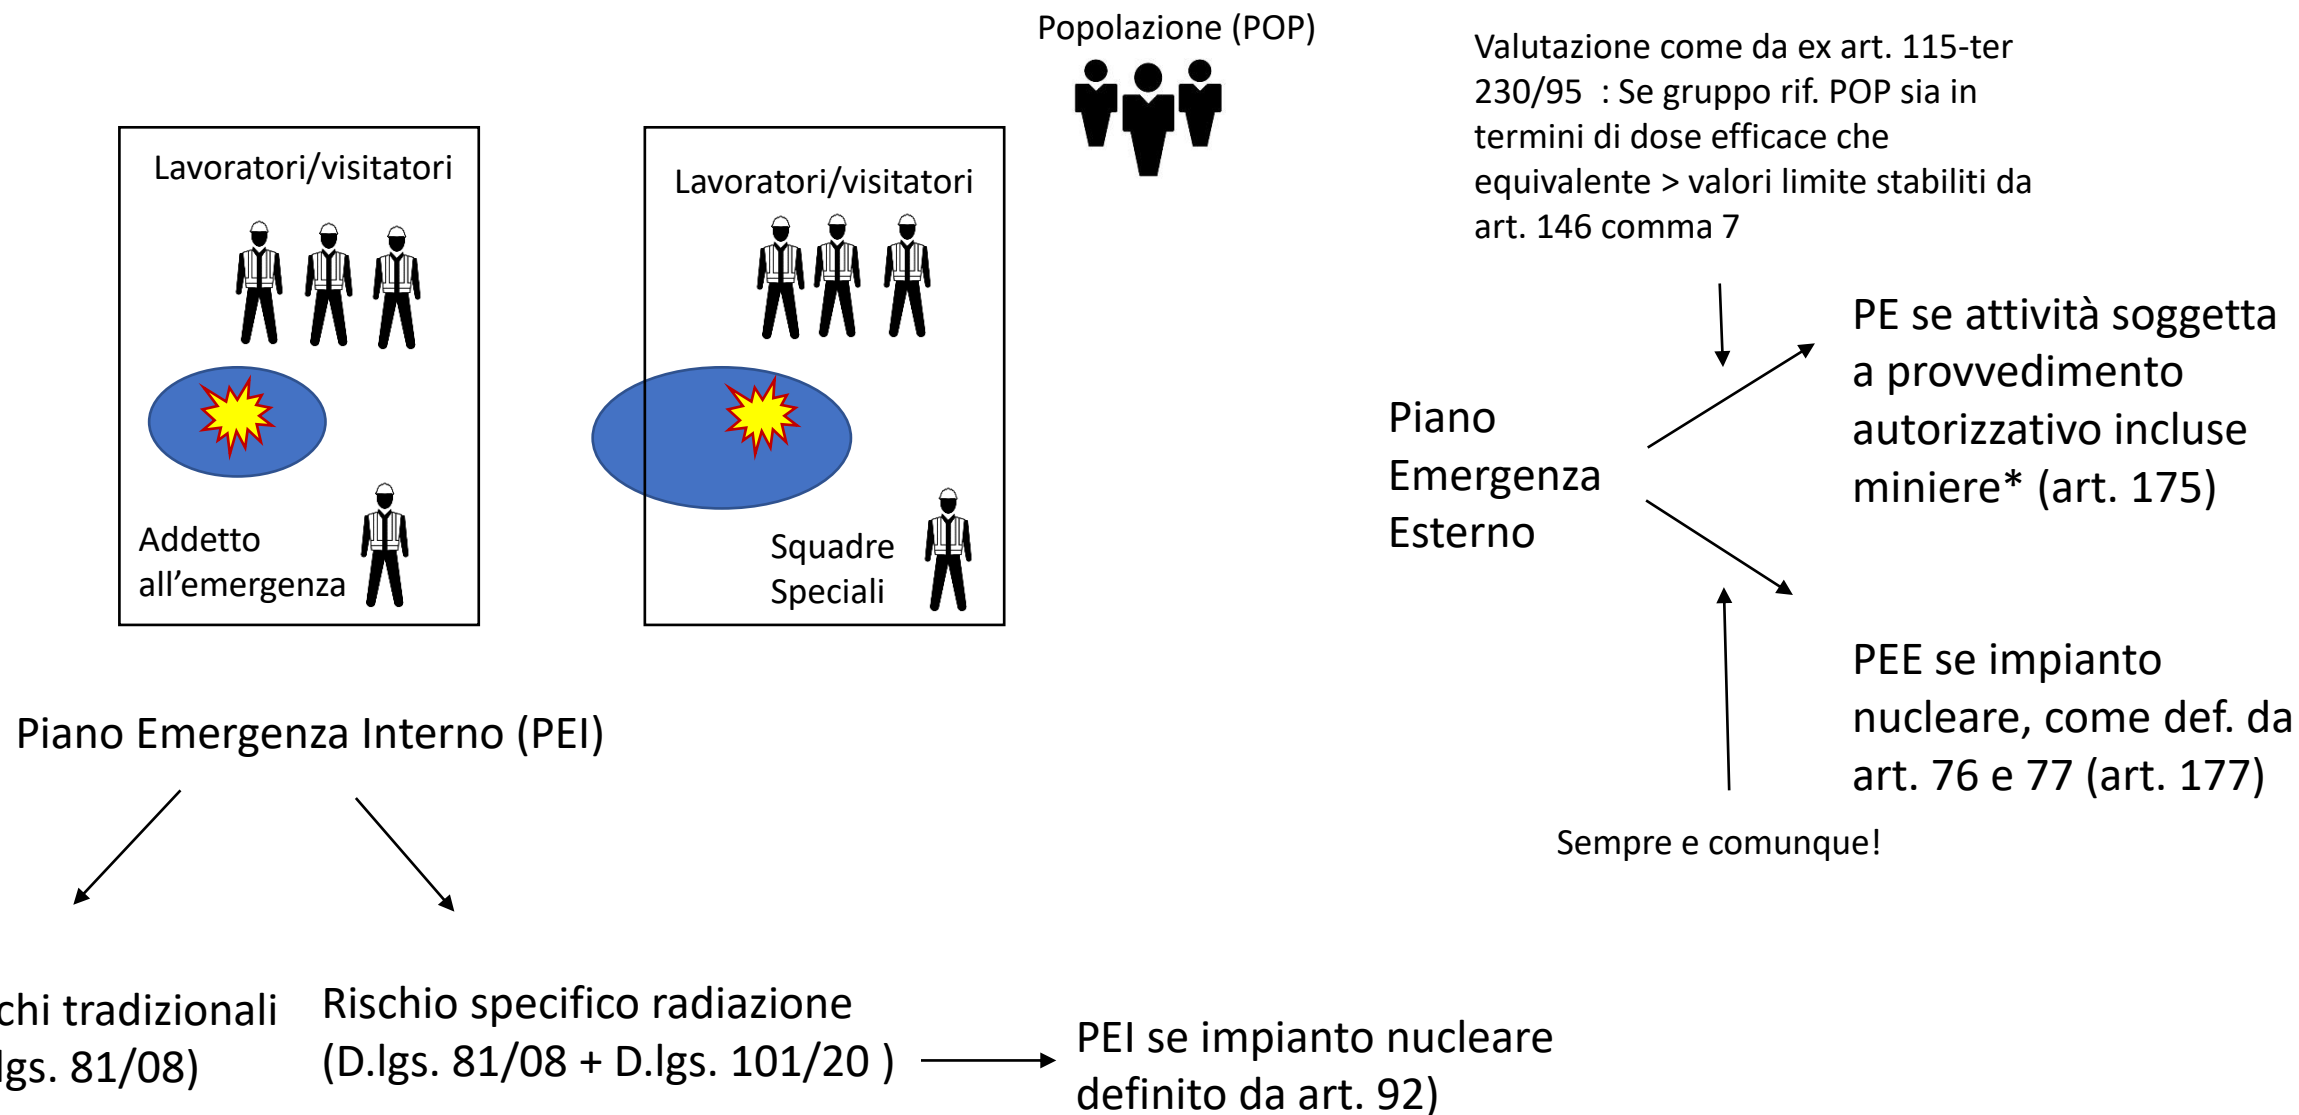 Popolazione (POP)
Valutazione come da ex art. 115-ter
230/95 : Se gruppo rif. POP sia in
termini di dose efficace che
equivalente > valori limite stabiliti da
art. 146 comma 7
Lavoratori/visitatori
Addetto
all'emergenza
Lavoratori/visitatori
Squadre
Speciali
Piano
Emergenza
Esterno
PE se attività soggetta
a provvedimento
autorizzativo incluse
miniere* (art. 175)
PEE se impianto
nucleare, come def. da
art. 76 e 77 (art. 177)
Sempre e comunque!
Piano Emergenza Interno (PEI)
chi tradizionali
lgs. 81/08)
Rischio specifico radiazione
(D.lgs. 81/08 + D.lgs. 101/20 )
PEI se impianto nucleare
definito da art. 92)